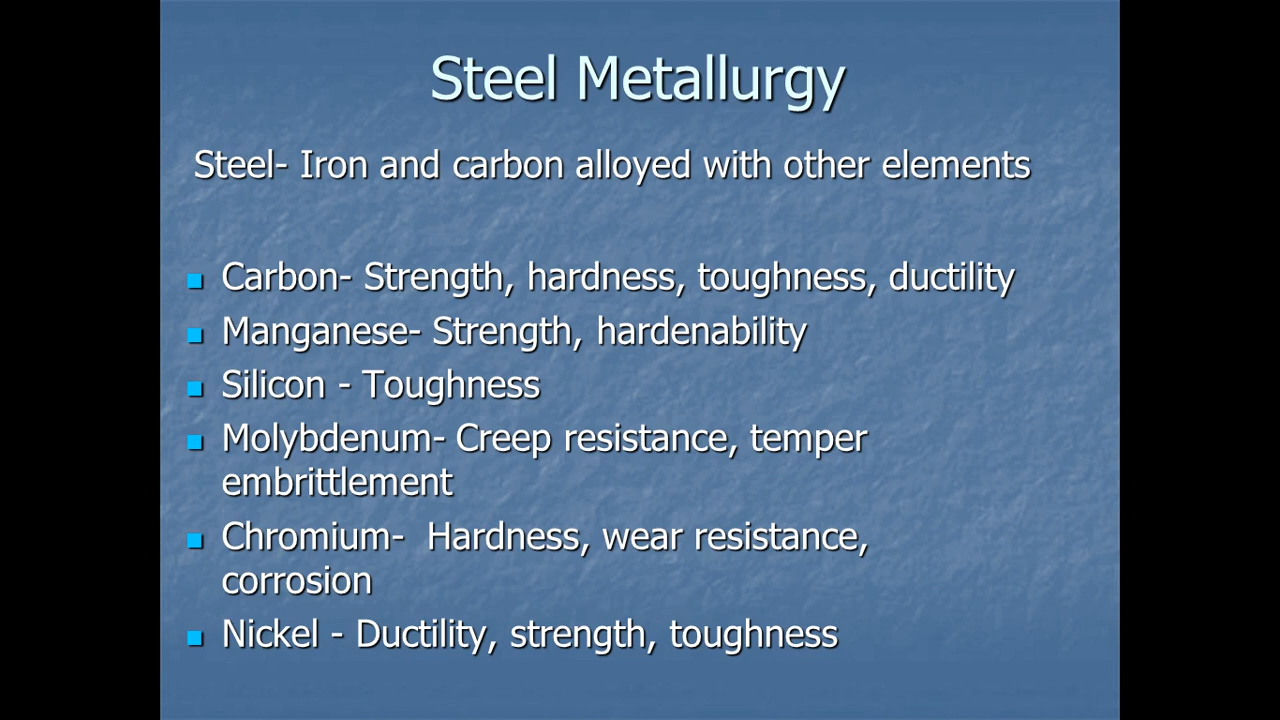 Steel Metallurgy
Steel- Iron and carbon alloyed with other elements
Carbon- Strength, hardness, toughness, ductility
Manganese- Strength, hardenability
Silicon - Toughness
Molybdenum- Creep resistance, temper
embrittlement
Chromium-  Hardness, wear resistance,
corrosion
Nickel - Ductility, strength, toughness